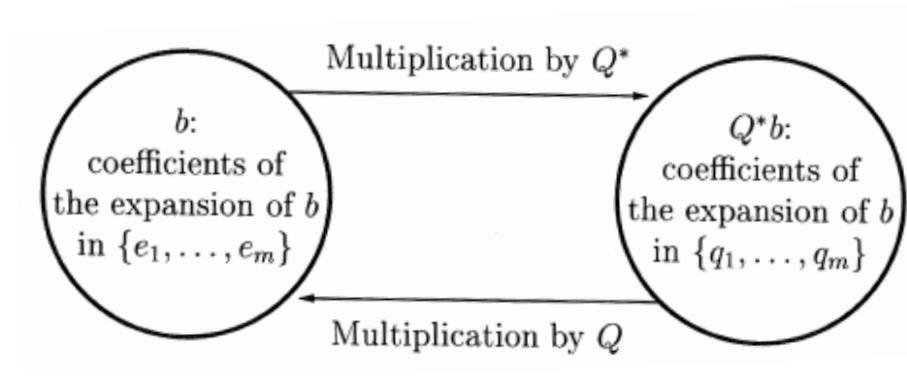 Multiplication by Q*
b:
coefficients of
the expansion of b
in {e₁, . . . , eₘ}
Q*b:
coefficients of
the expansion of b
in {q₁, . . . , qₘ}
Multiplication by Q